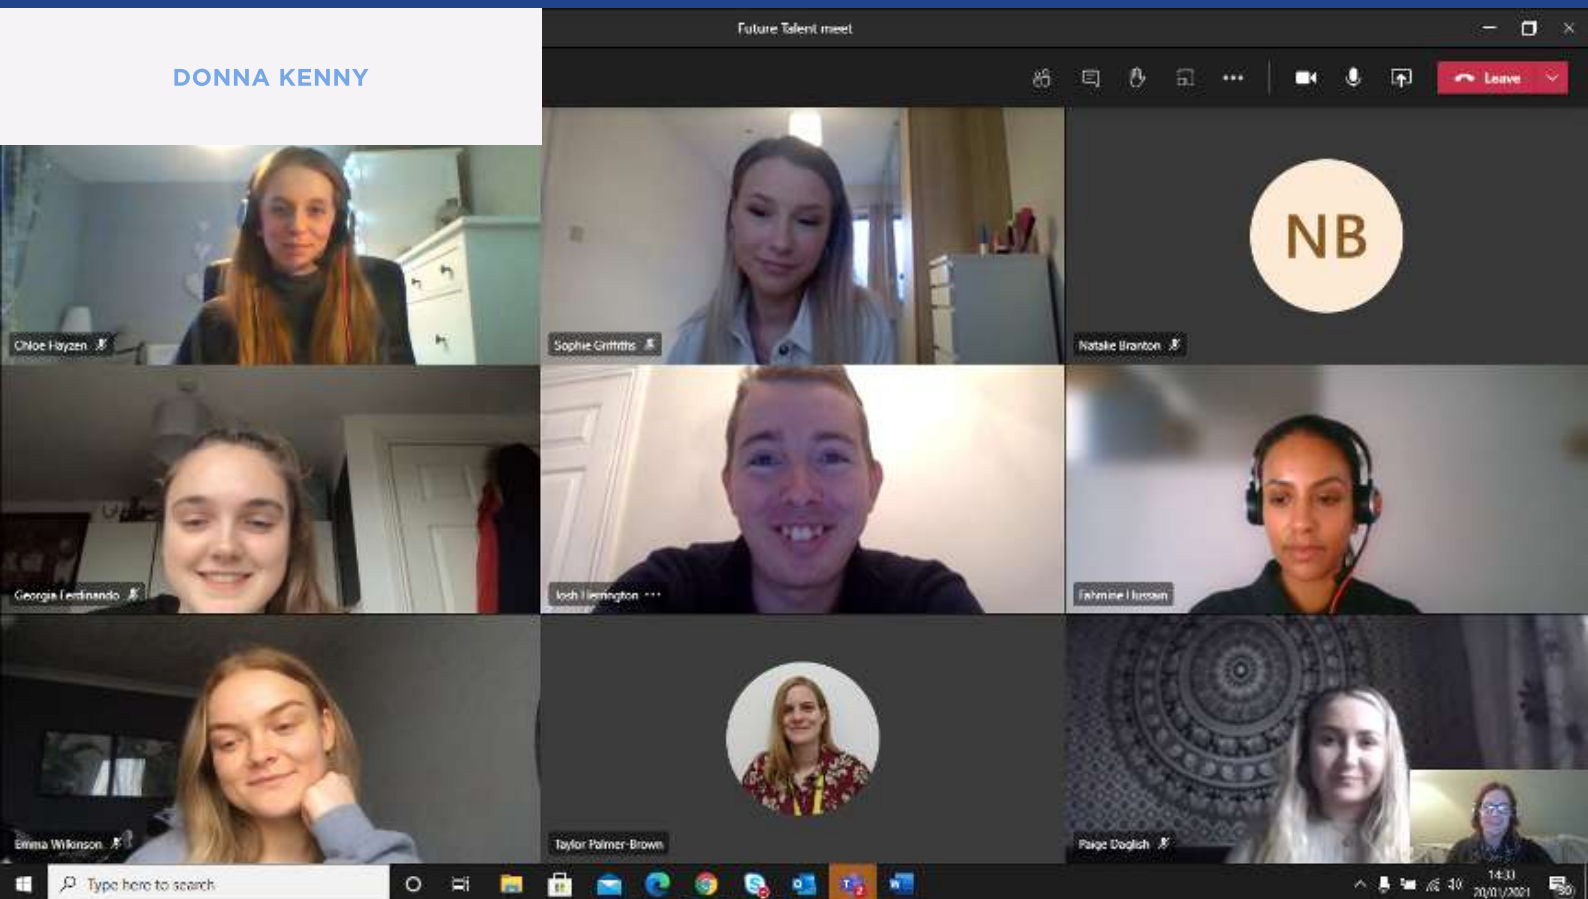 DONNA KENNY
Future Talent meet
Leave
NB
Chloe Hayzen
Sophie Griffiths
Natalie Branton
Georgia Ferdinando
Josh Herrington
Fahmine Hussain
Emma Wilkinson
Taylor Palmer-Brown
Paige Daglish
Type here to search
14:33
20/01/2021